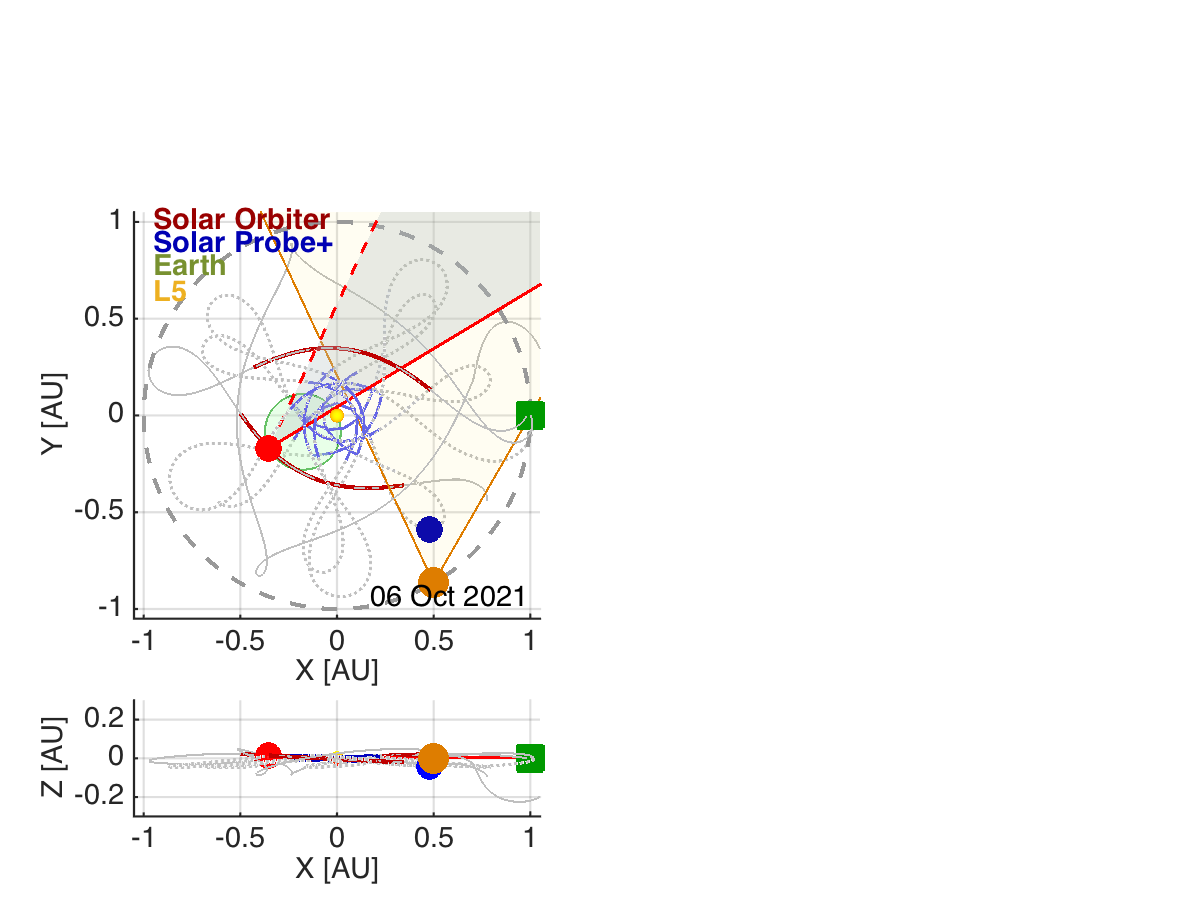 Solar Orbiter
Solar Probe+
Earth
L5
1
0.5
0
-0.5
-1
Y [AU]
06 Oct 2021
-1 -0.5 0 0.5 1
X [AU]
0.2
0
-0.2
Z [AU]
-1 -0.5 0 0.5 1
X [AU]